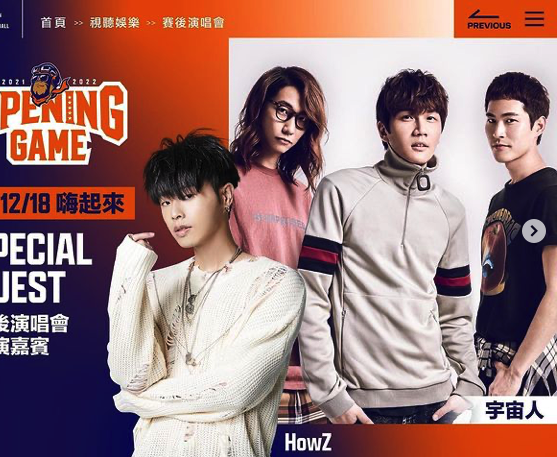 首頁 >> 視聽娛樂 >> 賽後演唱會
PREVIOUS
2021 2022
PENING
GAME
12/18 嗨起來
PECIAL
UEST
後演唱會
演嘉賓
宇宙人
HowZ